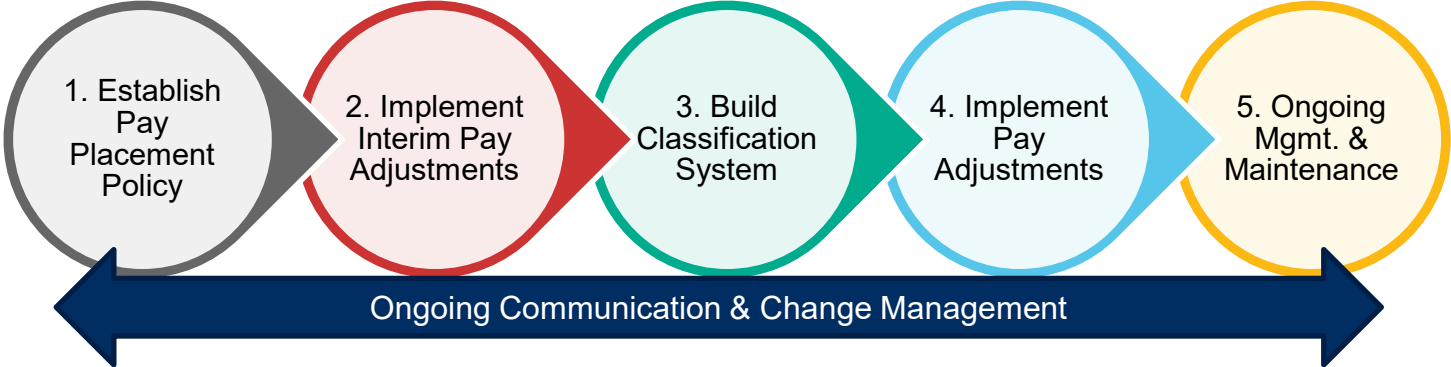 1. Establish
Pay
Placement
Policy
2. Implement
Interim Pay
Adjustments
3. Build
Classification
System
4. Implement
Pay
Adjustments
5. Ongoing
Mgmt. &
Maintenance
Ongoing Communication & Change Management